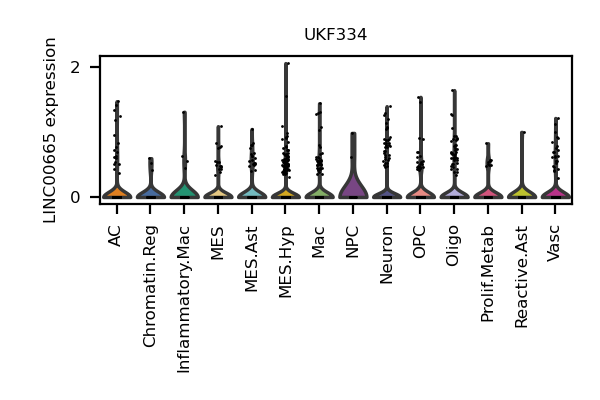 UKF334
LINC00665 expression
2
0
AC
Chromatin.Reg
Inflammatory.Mac
MES
MES.Ast
MES.Hyp
Mac
NPC
Neuron
OPC
Oligo
Prolif.Metab
Reactive.Ast
Vasc